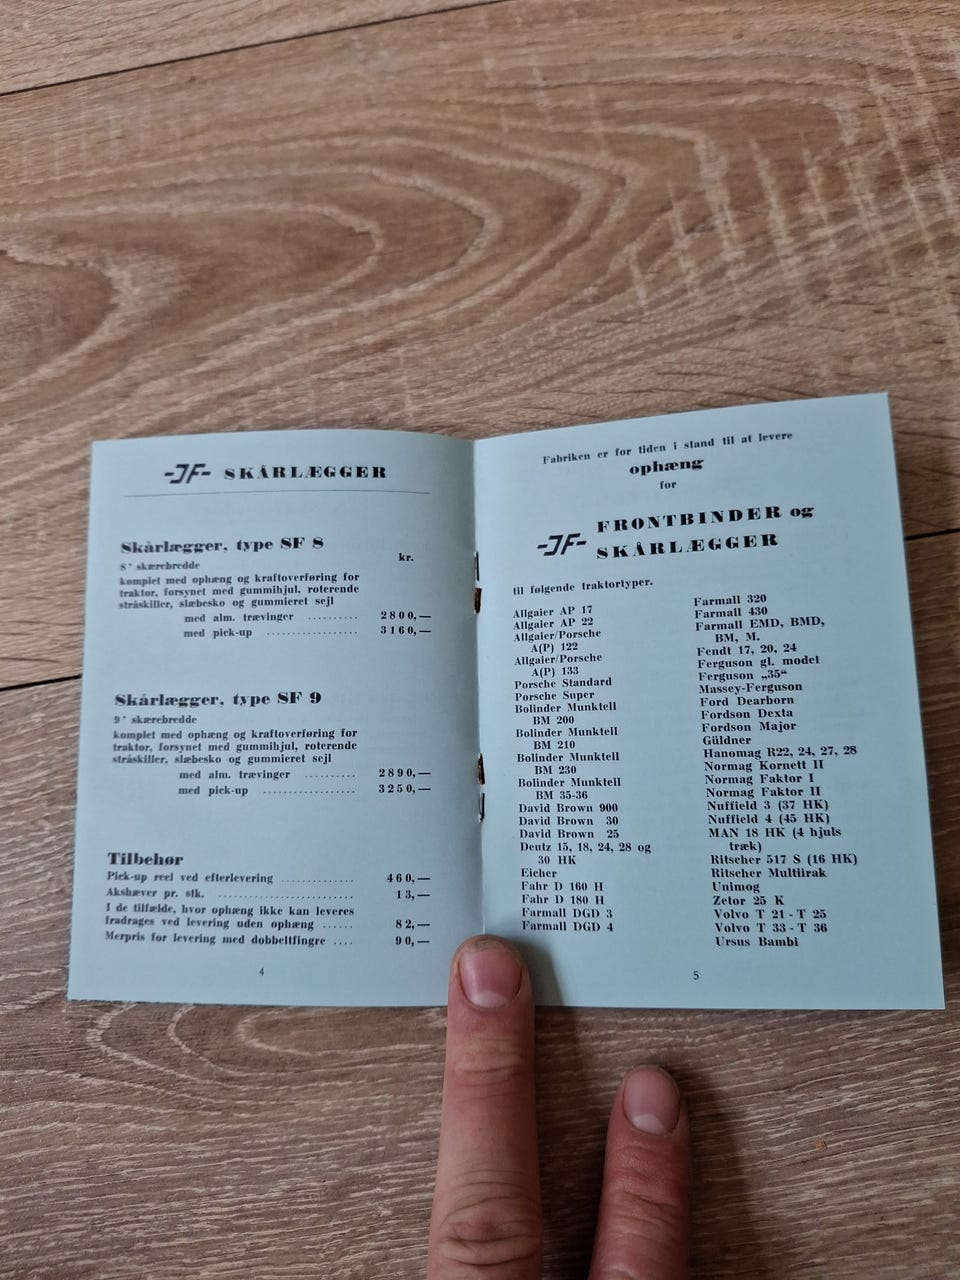 JF SKÅRLÆGGER
Skårlægger, type SF 8
kr.
8' skærebredde
komplet med ophæng og kraftoverføring for
traktor, forsynet med gummihjul, roterende
stråskiller, slæbesko og gummieret sejl
med alm. trævinger .......... 2800,—
med pick-up .................. 3160,—
Skårlægger, type SF 9
9' skærebredde
komplet med ophæng og kraftoverføring for
traktor, forsynet med gummihjul, roterende
stråskiller, slæbesko og gummieret sejl
med alm. trævinger .......... 2890,—
med pick-up .................. 3250,—
Tilbehør
Pick-up reel ved efterlevering .............. 460,—
Akshæver pr. stk. .......................... 13,—
I de tilfælde, hvor ophæng ikke kan leveres
fradrages ved levering uden ophæng ...... 82,—
Merpris for levering med dobbeltfingre .... 90,—
4
Fabriken er for tiden i stand til at levere
ophæng
for
JF FRONTBINDER og
SKÅRLÆGGER
til følgende traktortyper.
Allgaier AP 17
Allgaier AP 22
Allgaier/Porsche
A(P) 122
Allgaier/Porsche
A(P) 133
Porsche Standard
Porsche Super
Bolinder Munktell
BM 200
Bolinder Munktell
BM 210
Bolinder Munktell
BM 230
Bolinder Munktell
BM 35-36
David Brown 900
David Brown 30
David Brown 25
Deutz 15, 18, 24, 28 og
30 HK
Eicher
Fahr D 160 H
Fahr D 180 H
Farmall DGD 3
Farmall DGD 4
Farmall 320
Farmall 430
Farmall EMD, BMD,
BM, M.
Fendt 17, 20, 24
Ferguson gl. model
Ferguson „35“
Massey-Ferguson
Ford Dearborn
Fordson Dexta
Fordson Major
Güldner
Hanomag R22, 24, 27, 28
Normag Kornett II
Normag Faktor I
Normag Faktor II
Nuffield 3 (37 HK)
Nuffield 4 (45 HK)
MAN 18 HK (4 hjuls
træk)
Ritscher 517 S (16 HK)
Ritscher Multiirak
Unimog
Zetor 25 K
Volvo T 21 - T 25
Volvo T 33 - T 36
Ursus Bambi
5